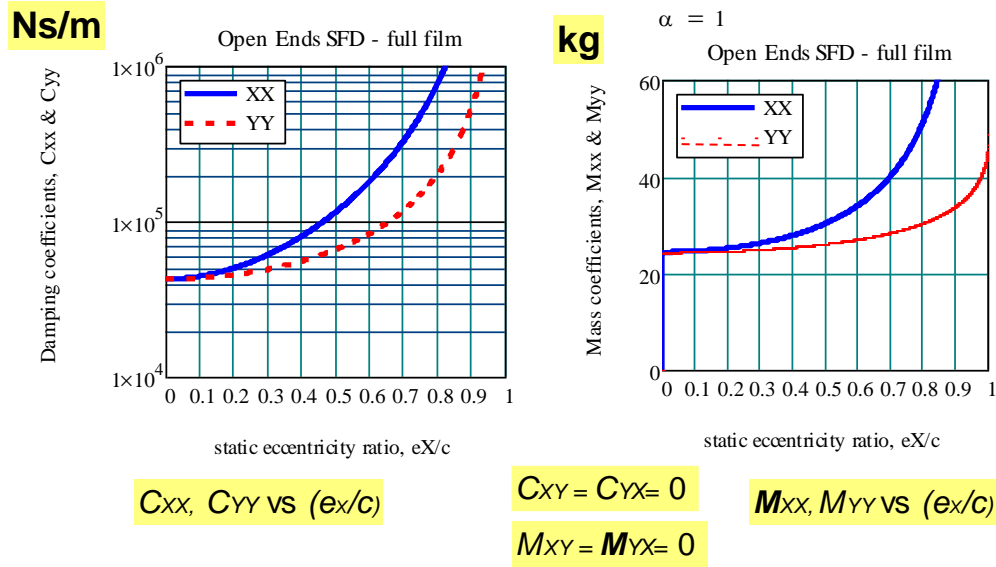 Ns/m
Open Ends SFD - full film
Damping coefficients, Cxx & Cyy
1×10^6
1×10^5
1×10^4
XX
YY
0 0.1 0.2 0.3 0.4 0.5 0.6 0.7 0.8 0.9 1
static eccentricity ratio, eX/c
CXX, CYY vs (eX/c)
kg
α = 1
Open Ends SFD - full film
Mass coefficients, Mxx & Myy
60
40
20
0
XX
YY
0 0.1 0.2 0.3 0.4 0.5 0.6 0.7 0.8 0.9 1
static eccentricity ratio, eX/c
CXY = CYX= 0
MXY = MYX= 0
MXX, MYY vs (eX/c)